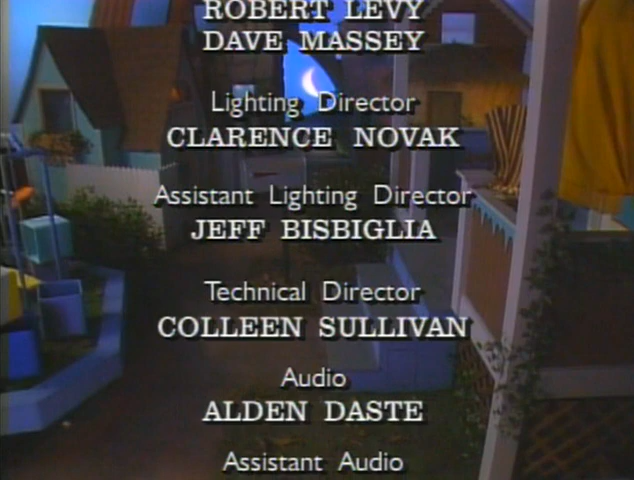 ROBERT LEVY
DAVE MASSEY
Lighting Director
CLARENCE NOVAK
Assistant Lighting Director
JEFF BISBIGLIA
Technical Director
COLLEEN SULLIVAN
Audio
ALDEN DASTE
Assistant Audio